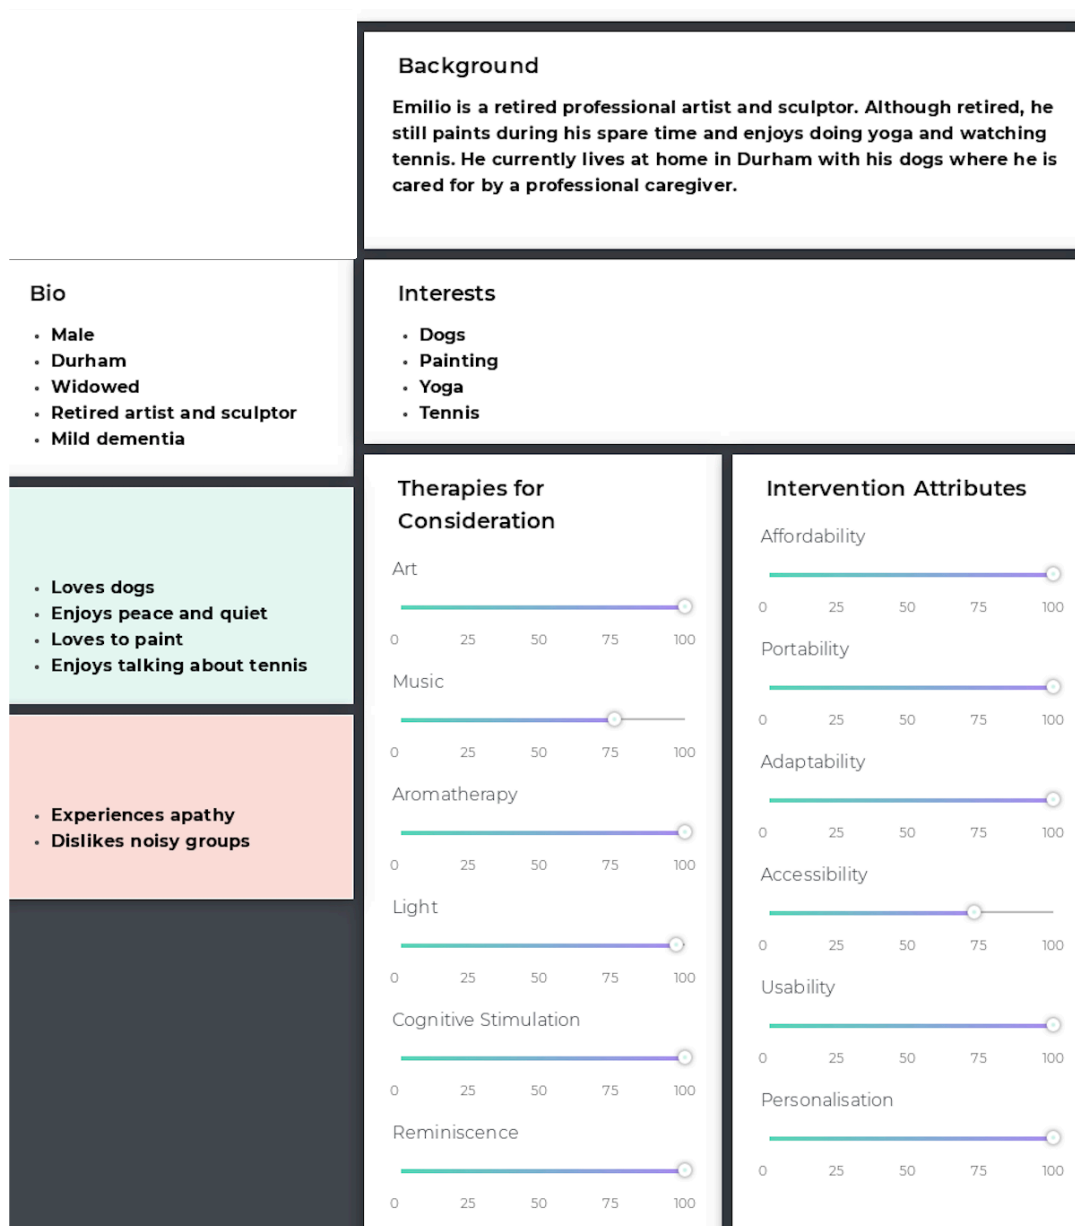 Background
Emilio is a retired professional artist and sculptor. Although retired, he
still paints during his spare time and enjoys doing yoga and watching
tennis. He currently lives at home in Durham with his dogs where he is
cared for by a professional caregiver.
Bio
• Male
• Durham
• Widowed
• Retired artist and sculptor
• Mild dementia
Interests
• Dogs
• Painting
• Yoga
• Tennis
• Loves dogs
• Enjoys peace and quiet
• Loves to paint
• Enjoys talking about tennis
• Experiences apathy
• Dislikes noisy groups
Therapies for
Consideration
Art
0 25 50 75 100
Music
0 25 50 75 100
Aromatherapy
0 25 50 75 100
Light
0 25 50 75 100
Cognitive Stimulation
0 25 50 75 100
Reminiscence
0 25 50 75 100
Intervention Attributes
Affordability
0 25 50 75 100
Portability
0 25 50 75 100
Adaptability
0 25 50 75 100
Accessibility
0 25 50 75 100
Usability
0 25 50 75 100
Personalisation
0 25 50 75 100